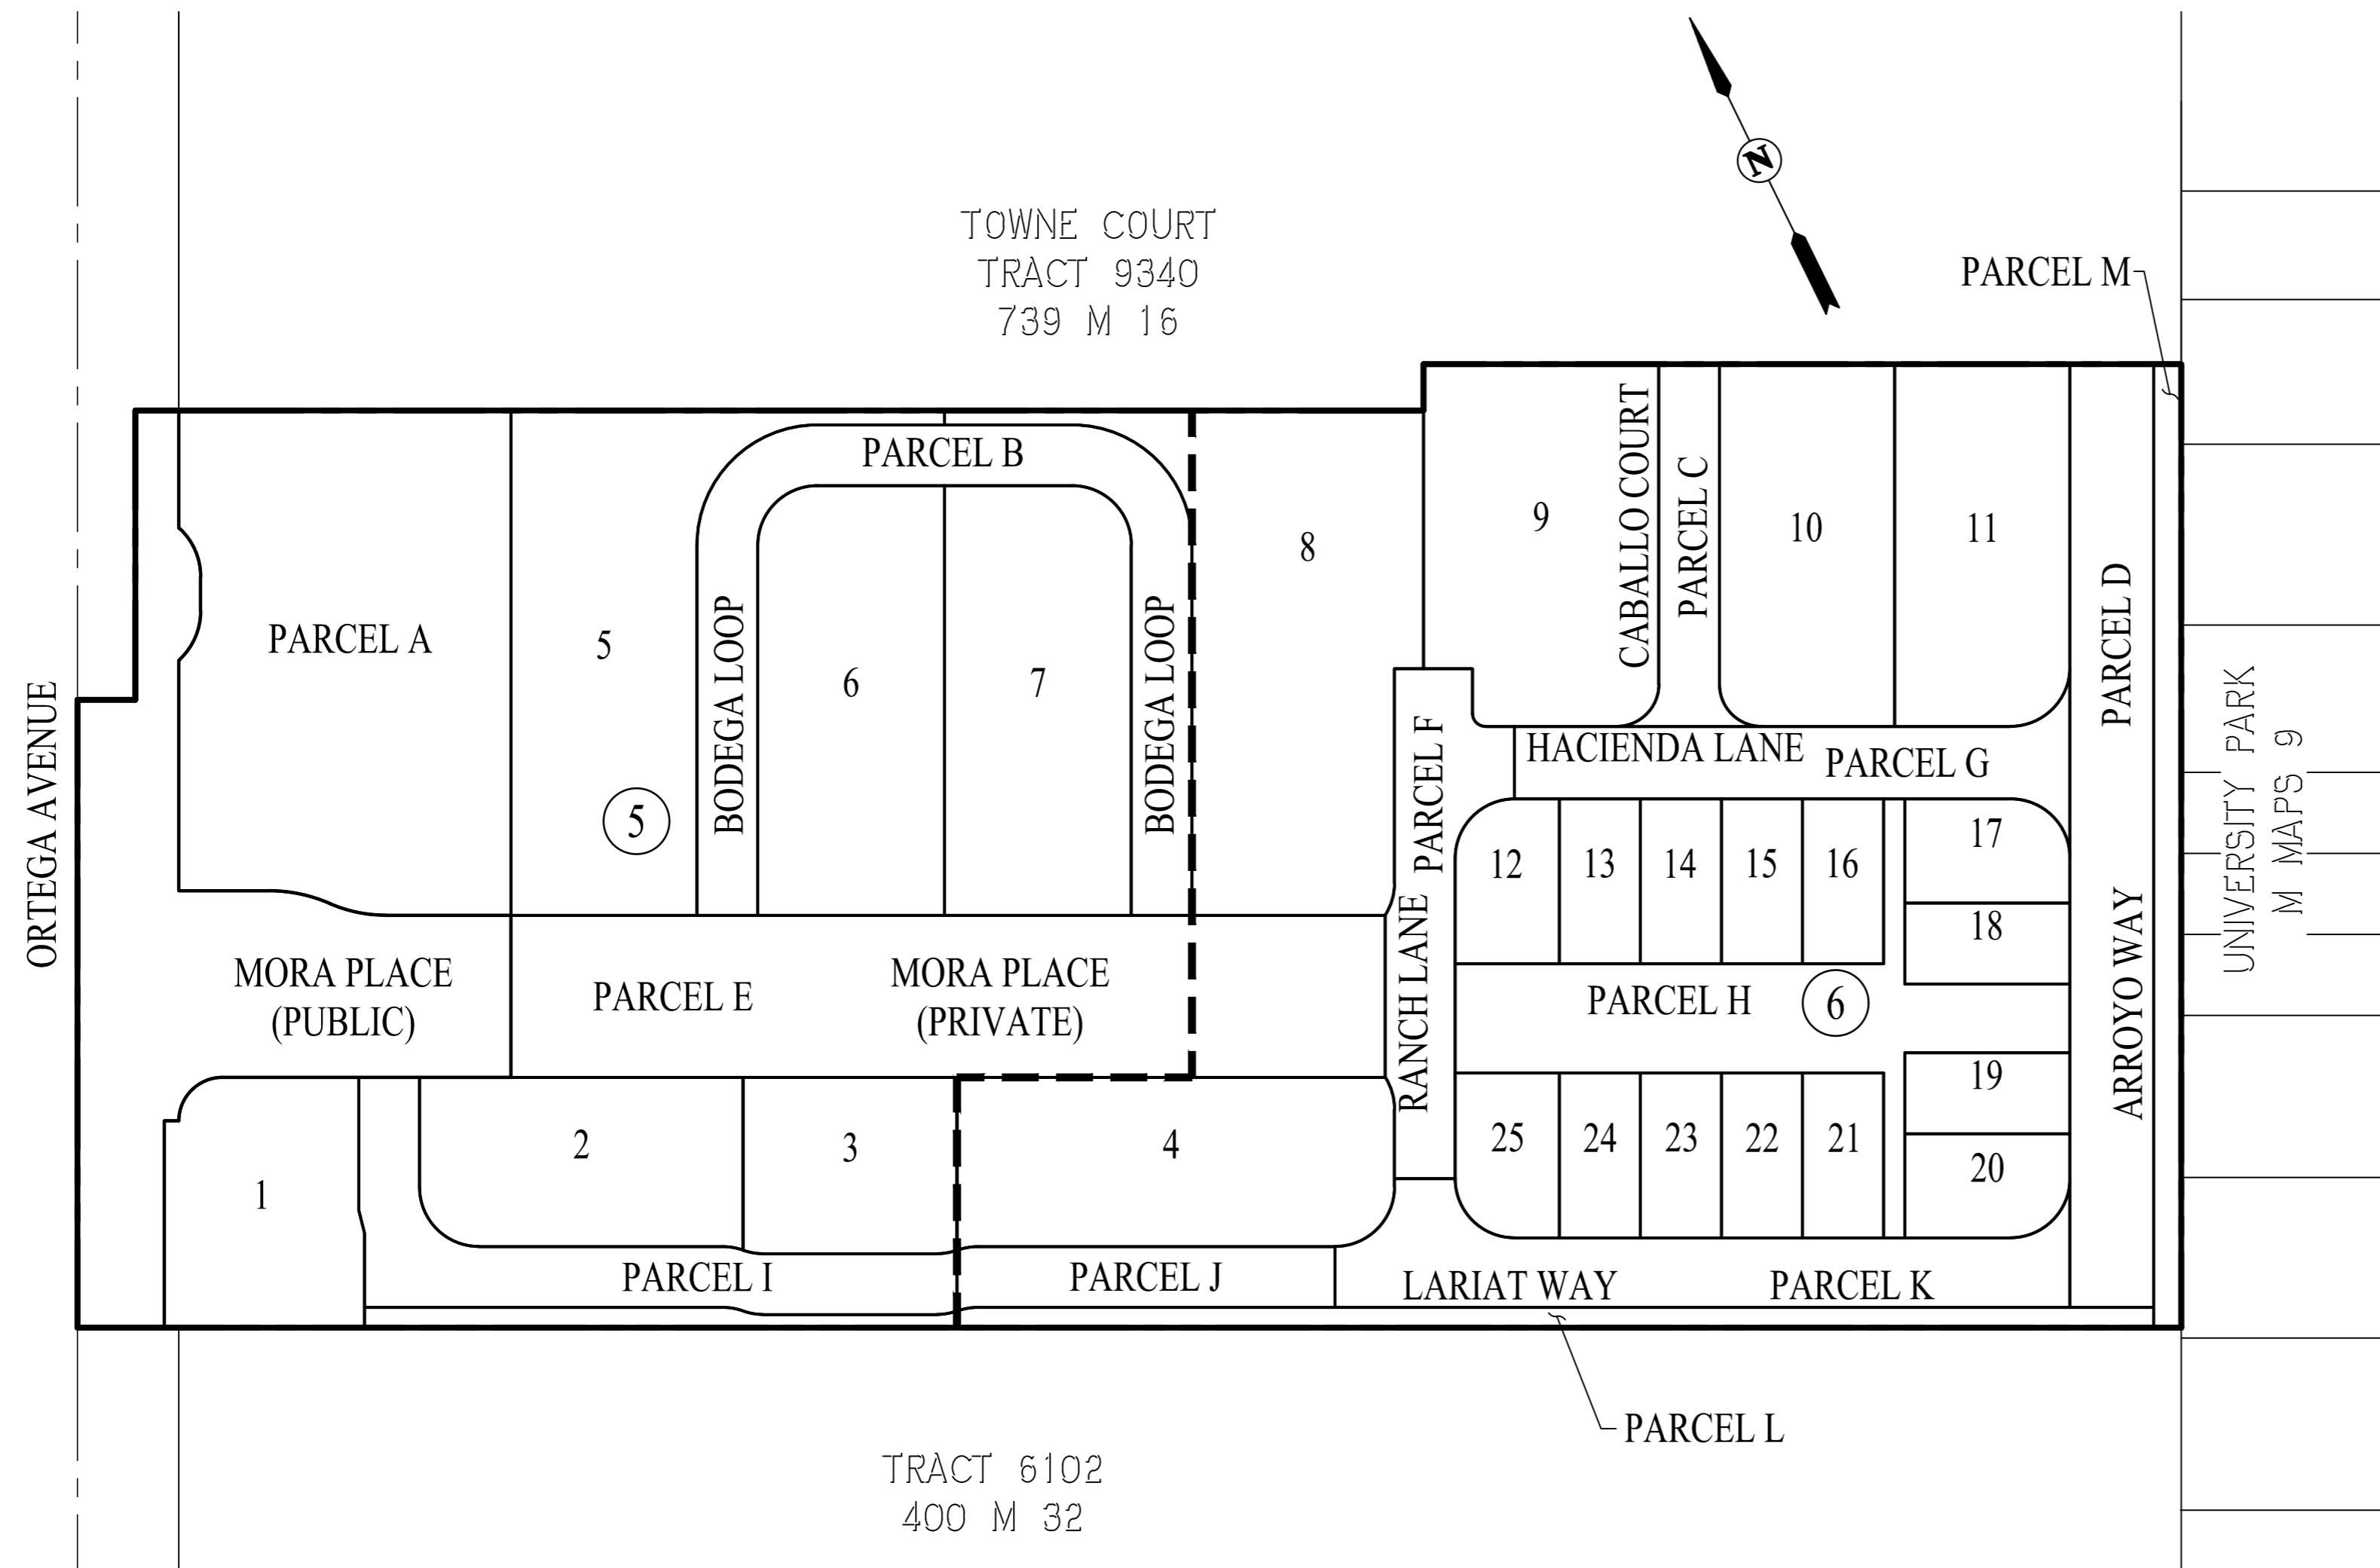 TOWNE COURT
TRACT 9340
739 M 16
N
PARCEL M
PARCEL B
CABALLO COURT
PARCEL C
9
10
11
8
PARCEL A
5
BODEGA LOOP
6
7
BODEGA LOOP
PARCEL D
ORTEGA AVENUE
5
PARCEL F
HACIENDA LANE
PARCEL G
UNIVERSITY PARK
M MAPS 9
12
13
14
15
16
17
18
MORA PLACE
(PUBLIC)
PARCEL E
MORA PLACE
(PRIVATE)
RANCH LANE
PARCEL H
6
ARROYO WAY
19
20
1
2
3
4
25
24
23
22
21
PARCEL I
PARCEL J
LARIAT WAY
PARCEL K
PARCEL L
TRACT 6102
400 M 32